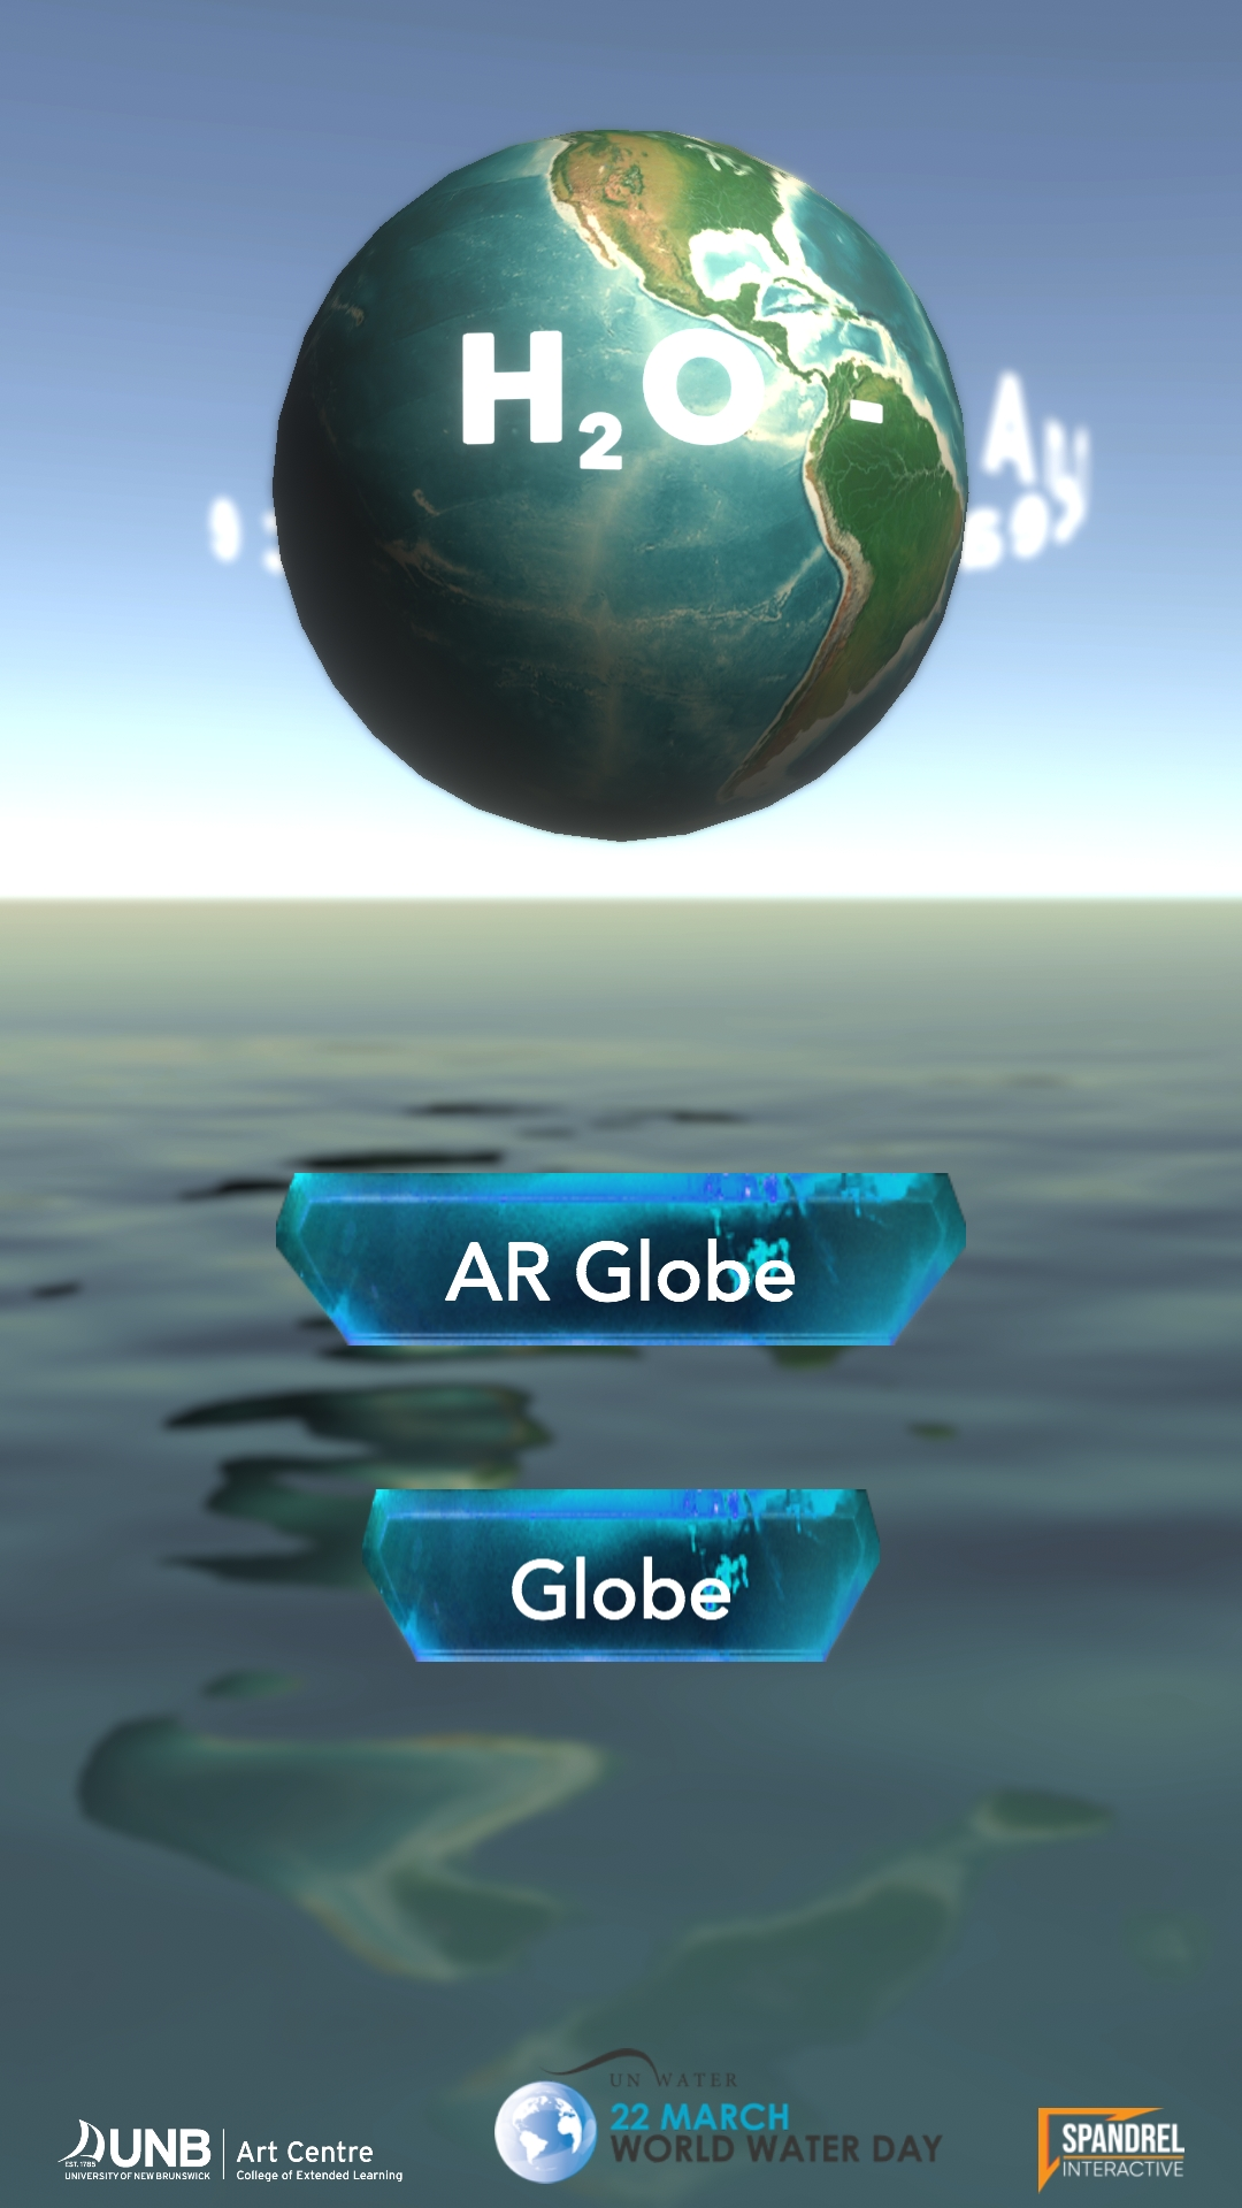 H₂O -
AR Globe
Globe
UN WATER
22 MARCH
WORLD WATER DAY
UNB
EST. 1785
UNIVERSITY OF NEW BRUNSWICK
Art Centre
College of Extended Learning
SPANDREL
INTERACTIVE